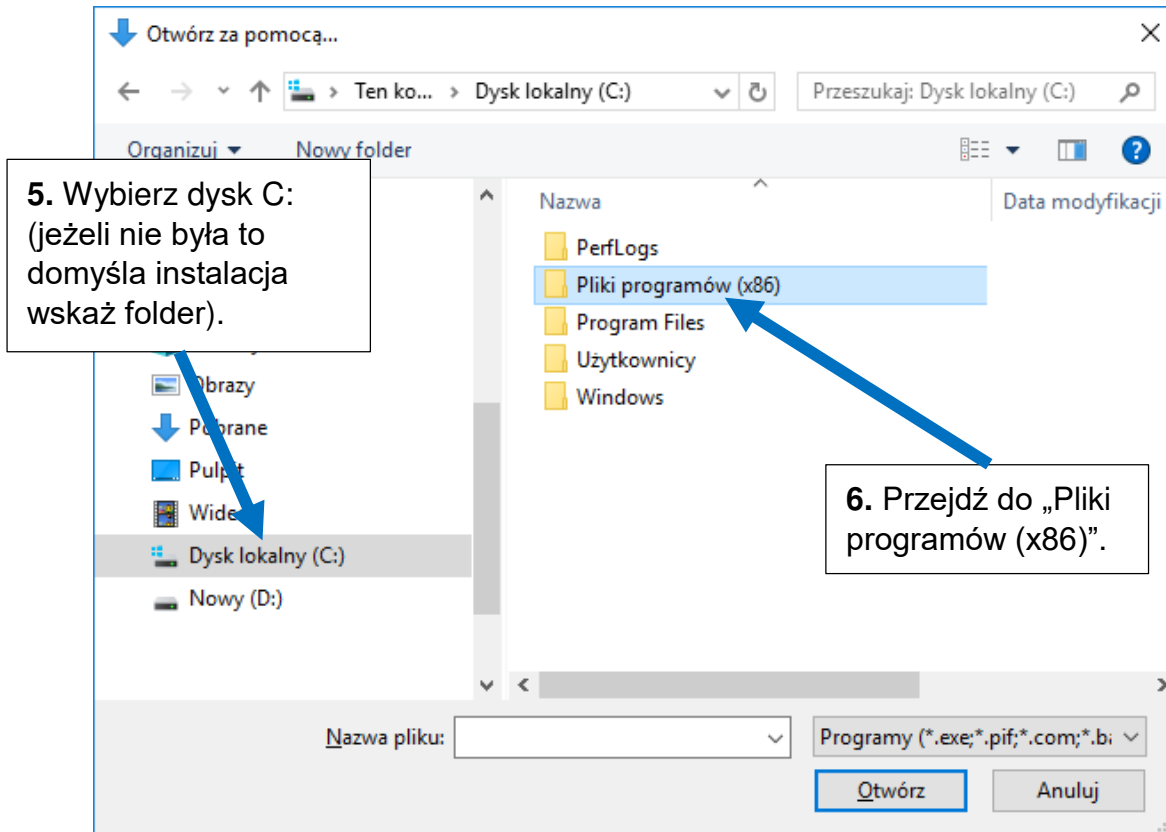 Otwórz za pomocą...
Ten ko... > Dysk lokalny (C:)
Przeszukaj: Dysk lokalny (C:)
Organizuj
Nowy folder
5. Wybierz dysk C:
(jeżeli nie była to
domyśla instalacja
wskaż folder).
Obrazy
Pobrane
Pulpit
Wideo
Dysk lokalny (C:)
Nowy (D:)
Nazwa
Data modyfikacji
PerfLogs
Pliki programów (x86)
Program Files
Użytkownicy
Windows
6. Przejdź do „Pliki
programów (x86)”.
Nazwa pliku:
Programy (*.exe;*.pif;*.com;*.ba
Otwórz
Anuluj